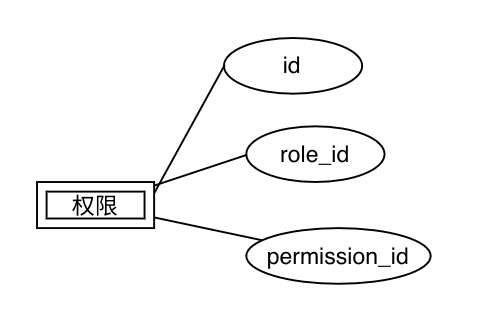 id
role_id
权限
permission_id